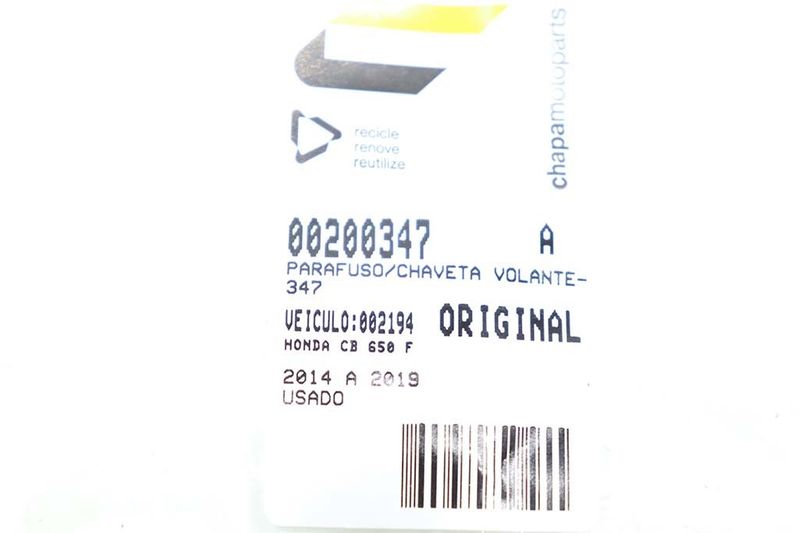 chapamotoparts
recicle
renove
reutilize
00200347 A
PARAFUSO/CHAVETA VOLANTE-
347
VEICULO:002194 ORIGINAL
HONDA CB 650 F
2014 A 2019
USADO